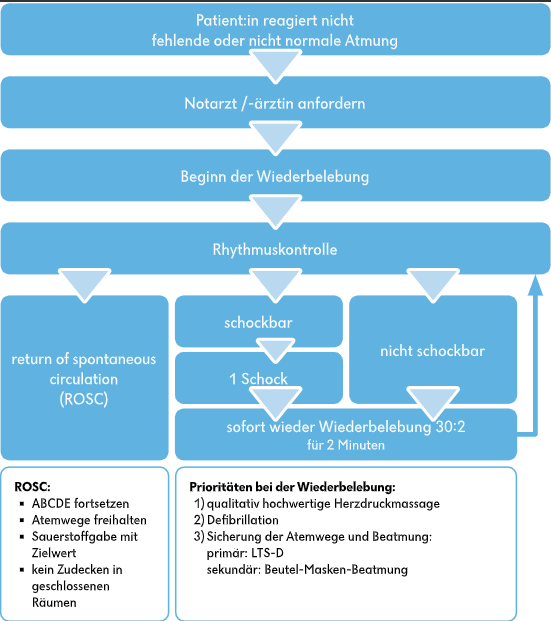 Patient:in reagiert nicht
fehlende oder nicht normale Atmung
Notarzt /-ärztin anfordern
Beginn der Wiederbelebung
Rhythmuskontrolle
return of spontaneous
circulation
(ROSC)
schockbar
1 Schock
nicht schockbar
sofort wieder Wiederbelebung 30:2
für 2 Minuten
ROSC:
▪ ABCDE fortsetzen
▪ Atemwege freihalten
▪ Sauerstoffgabe mit
Zielwert
▪ kein Zudecken in
geschlossenen
Räumen
Prioritäten bei der Wiederbelebung:
1) qualitativ hochwertige Herzdruckmassage
2) Defibrillation
3) Sicherung der Atemwege und Beatmung:
primär: LTS-D
sekundär: Beutel-Masken-Beatmung